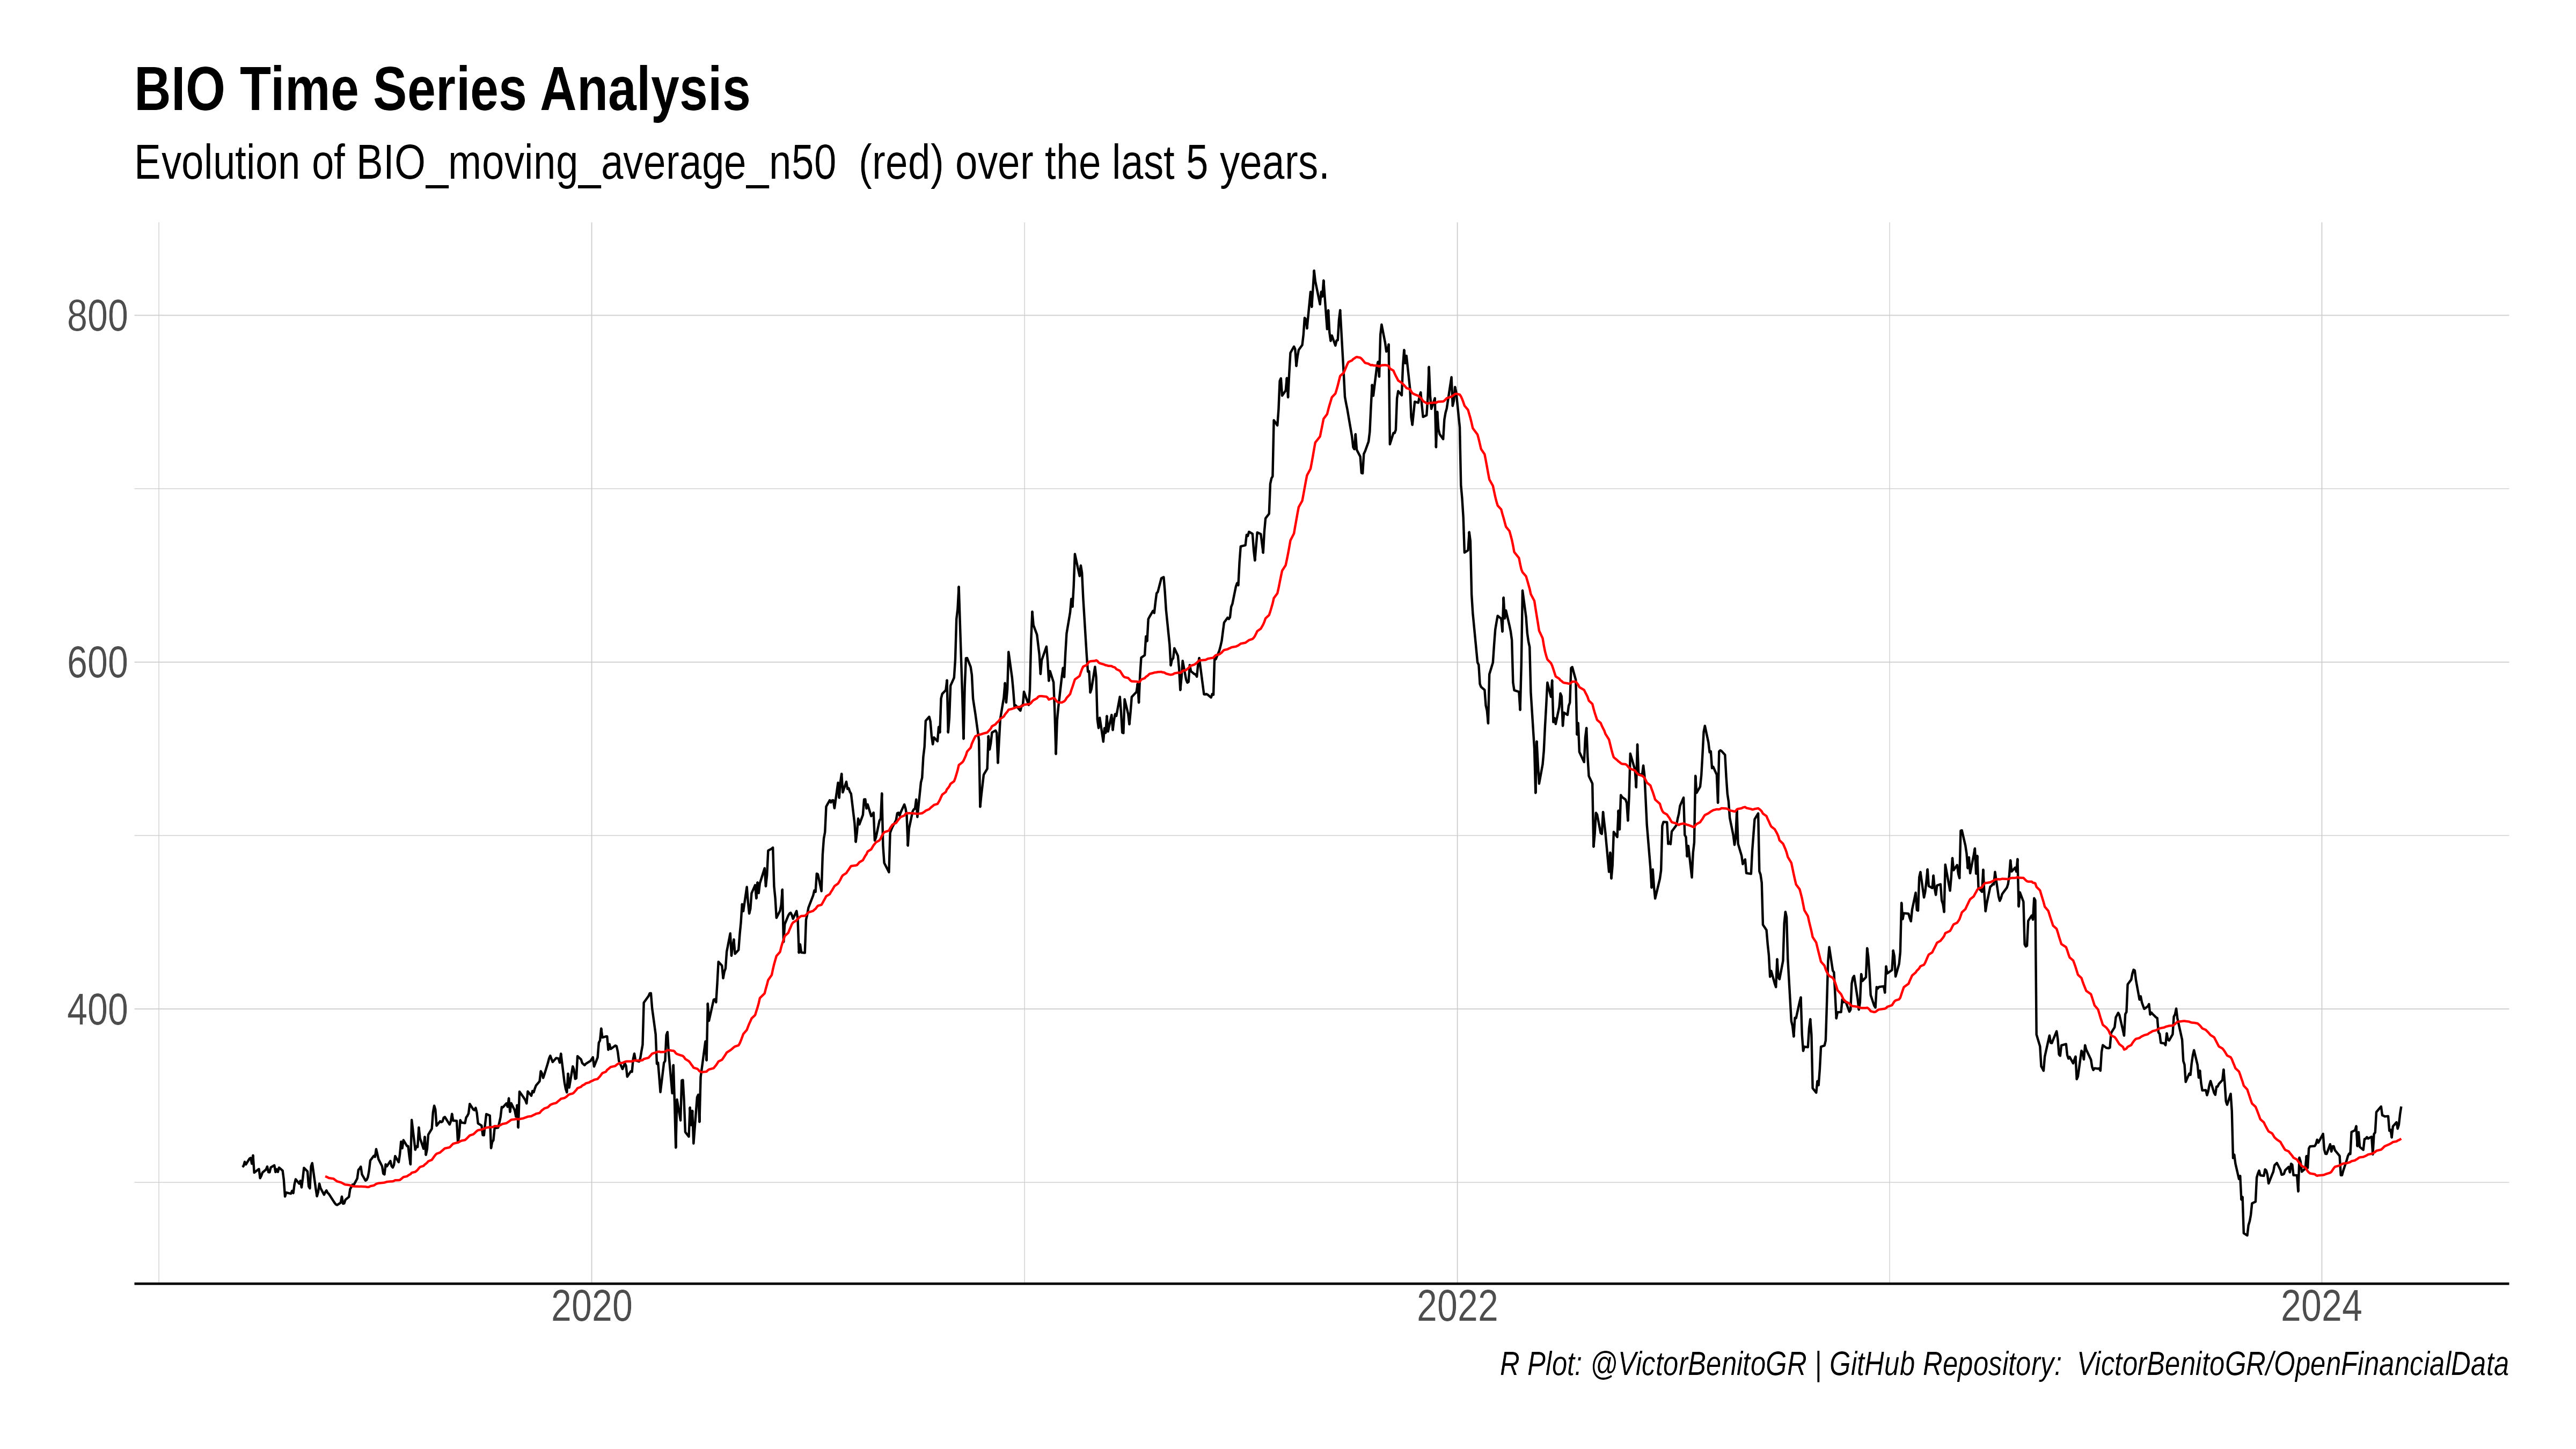 BIO Time Series Analysis
Evolution of BIO_moving_average_n50  (red) over the last 5 years.
800
600
400
2020
2022
2024
R Plot: @VictorBenitoGR | GitHub Repository:  VictorBenitoGR/OpenFinancialData